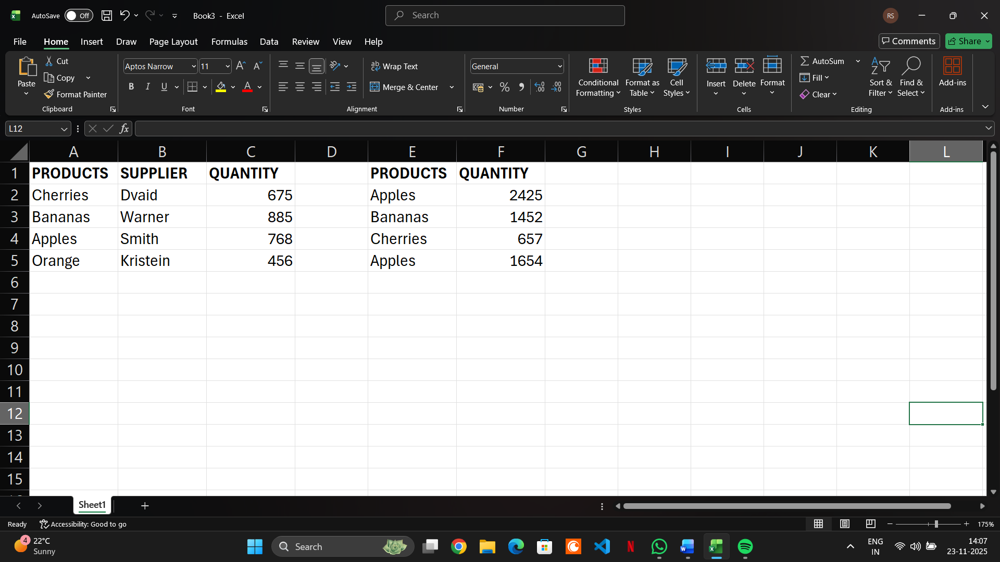 AutoSave Off Book3 - Excel Search RS
File Home Insert Draw Page Layout Formulas Data Review View Help Comments Share
Paste Cut Copy Format Painter Clipboard
Aptos Narrow 11 B I U A Font
Wrap Text Merge & Center Alignment
General % Number
Conditional Formatting Format as Table Cell Styles Styles
Insert Delete Format Cells
AutoSum Fill Clear Sort & Filter Find & Select Editing
Add-ins Add-ins
L12 fx
A B C D E F G H I J K L
1 PRODUCTS SUPPLIER QUANTITY PRODUCTS QUANTITY
2 Cherries Dvaid 675 Apples 2425
3 Bananas Warner 885 Bananas 1452
4 Apples Smith 768 Cherries 657
5 Orange Kristein 456 Apples 1654
6
7
8
9
10
11
12
13
14
15
Sheet1
Ready Accessibility: Good to go 175%
4 22°C Search ENG 14:07
Sunny IN 23-11-2025